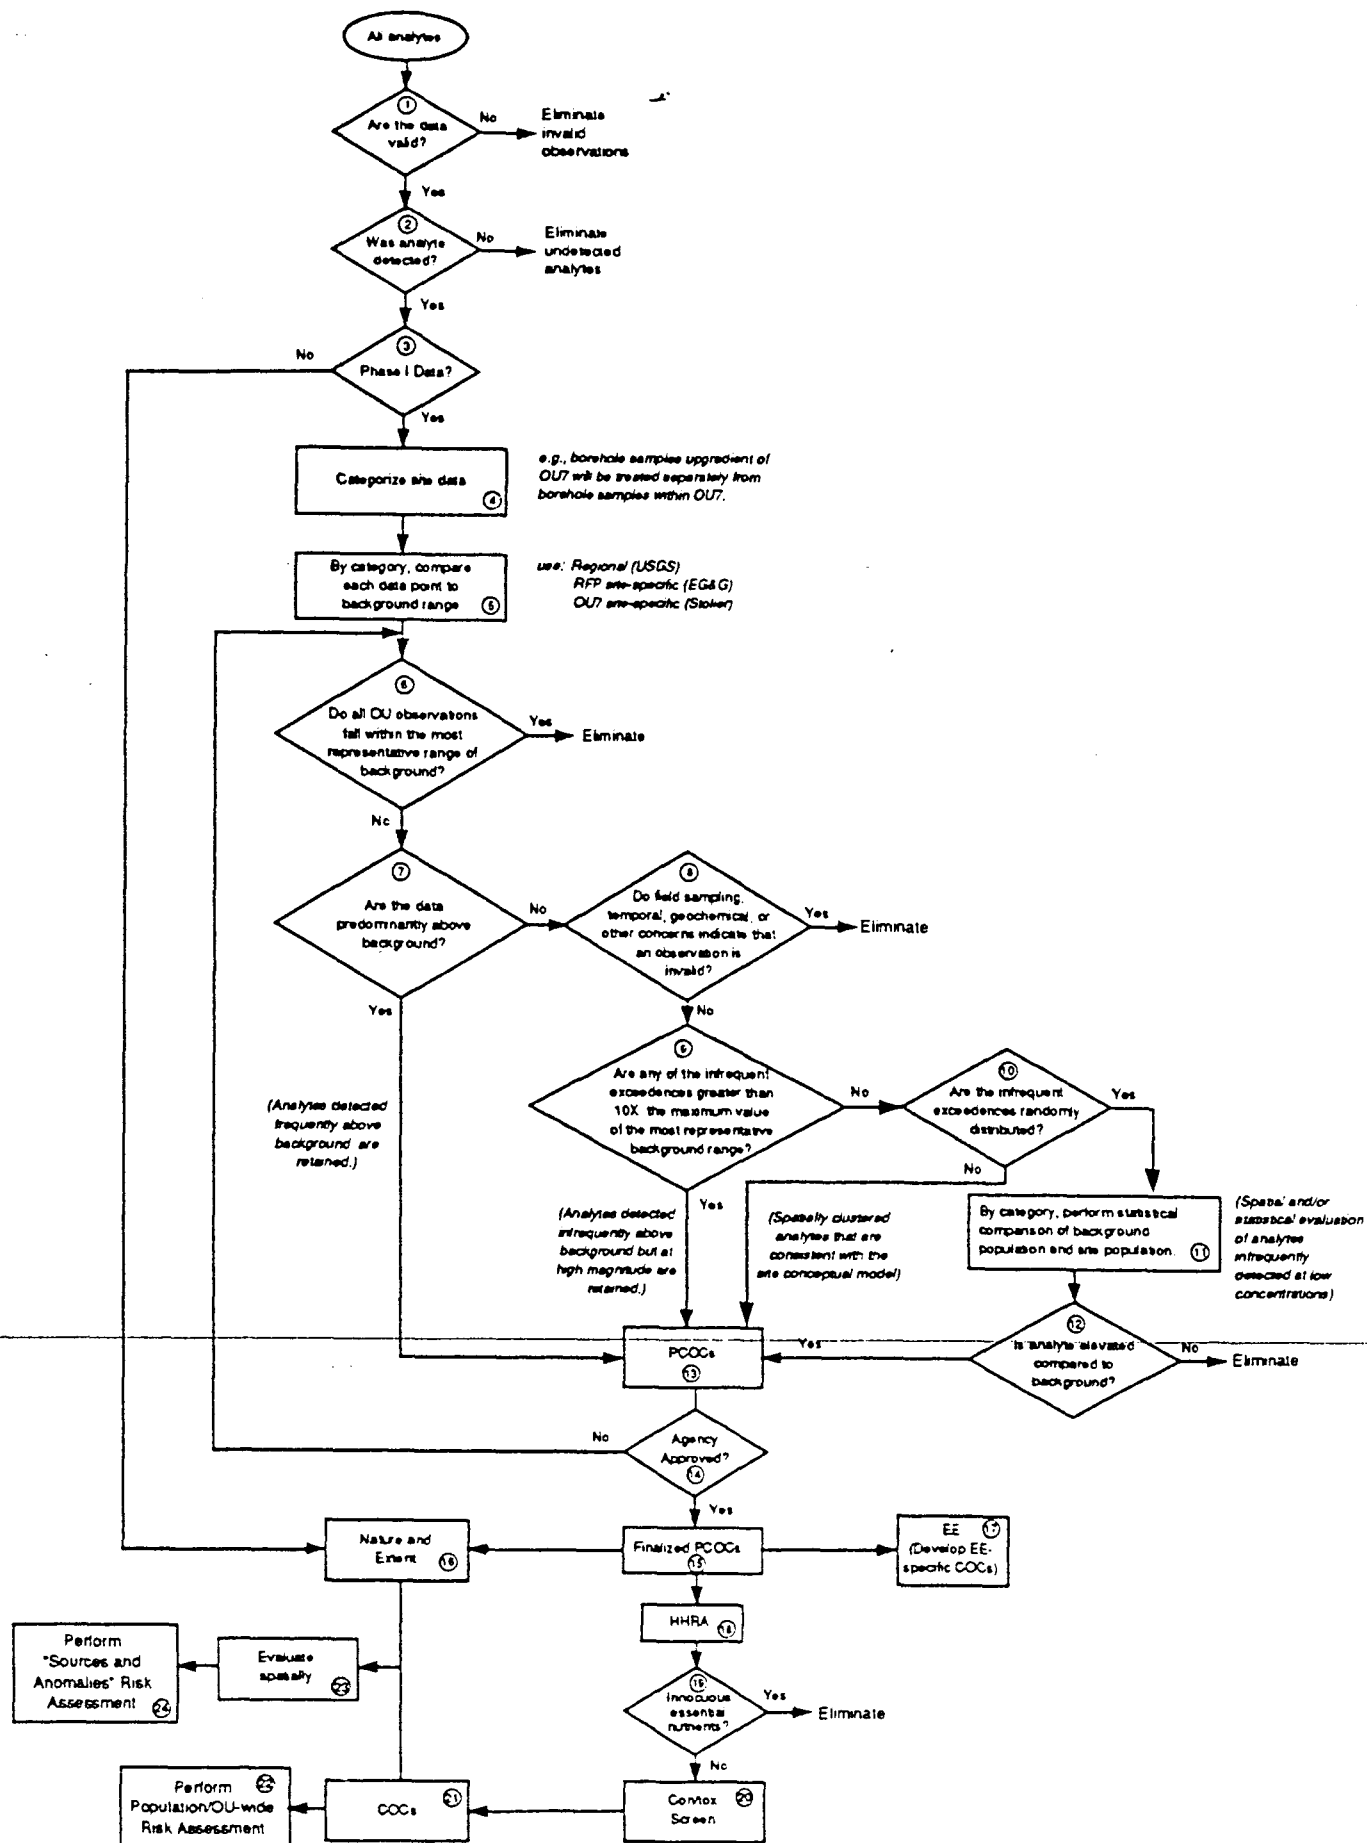 All analytes
1
Are the data
valid?
No
Eliminate
invalid
observations
Yes
2
Was analyte
detected?
No
Eliminate
undetected
analytes
Yes
3
Phase I Data?
No
Yes
Categorize site data
4
e.g., borehole samples upgradient of
OU7 will be treated separately from
borehole samples within OU7.
By category, compare
each data point to
background range
5
use: Regional (USGS)
RFP site-specific (EG&G)
OU7 site-specific (Stoller)
6
Do all OU observations
fall within the most
representative range of
background?
Yes
Eliminate
No
7
Are the data
predominantly above
background?
No
Yes
8
Do field sampling,
temporal, geochemical, or
other concerns indicate that
an observation is
invalid?
Yes
Eliminate
No
9
Are any of the infrequent
exceedences greater than
10X the maximum value
of the most representative
background range?
No
Yes
10
Are the infrequent
exceedences randomly
distributed?
Yes
No
(Analytes detected
frequently above
background are
retained.)
(Analytes detected
infrequently above
background but at
high magnitude are
retained.)
(Spatially clustered
analytes that are
consistent with the
site conceptual model)
By category, perform statistical
comparison of background
population and site population.
11
(Spatial and/or
statistical evaluation
of analytes
infrequently
detected at low
concentrations)
12
Is analyte elevated
compared to
background?
Yes
No
Eliminate
PCOCs
13
Agency
Approved?
14
No
Yes
Nature and
Extent
16
Finalized PCOCs
15
EE
17
(Develop EE-
specific COCs)
HHRA
18
Perform
"Sources and
Anomalies" Risk
Assessment
24
Evaluate
spatially
23
19
Innocuous
essential
nutrients?
Yes
Eliminate
No
Perform
22
Population/OU-wide
Risk Assessment
COCs
21
Con/tox
Screen
20